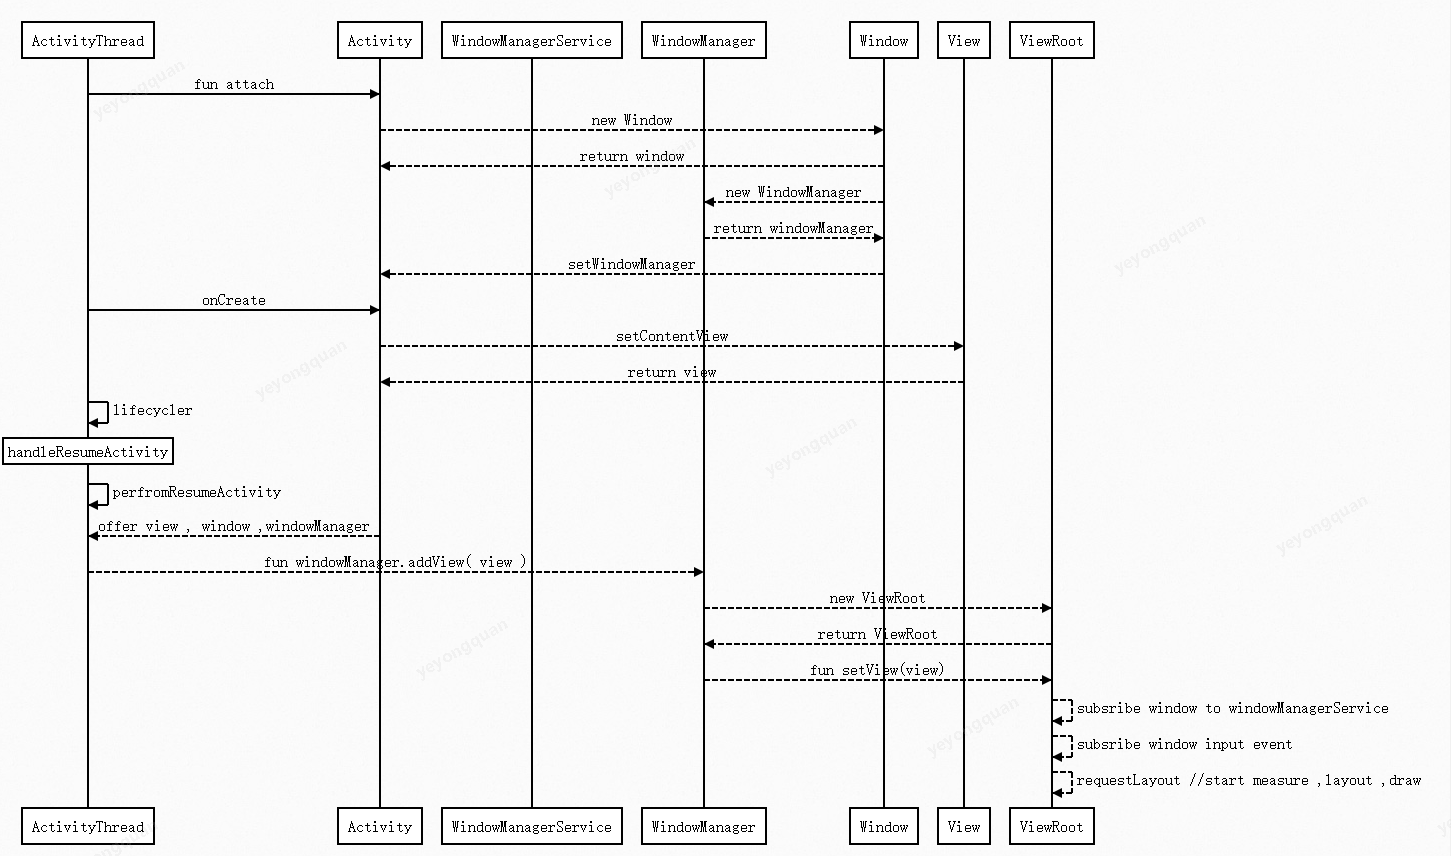 ActivityThread
Activity
WindowManagerService
WindowManager
Window
View
ViewRoot
fun attach
new Window
return window
new WindowManager
return windowManager
setWindowManager
onCreate
setContentView
return view
lifecycler
handleResumeActivity
perfromResumeActivity
offer view , window ,windowManager
fun windowManager.addView( view )
new ViewRoot
return ViewRoot
fun setView(view)
subsribe window to windowManagerService
subsribe window input event
requestLayout //start measure ,layout ,draw
ActivityThread
Activity
WindowManagerService
WindowManager
Window
View
ViewRoot
yeyongquan
yeyongquan
yeyongquan
yeyongquan
yeyongquan
yeyongquan
yeyongquan
yeyongquan